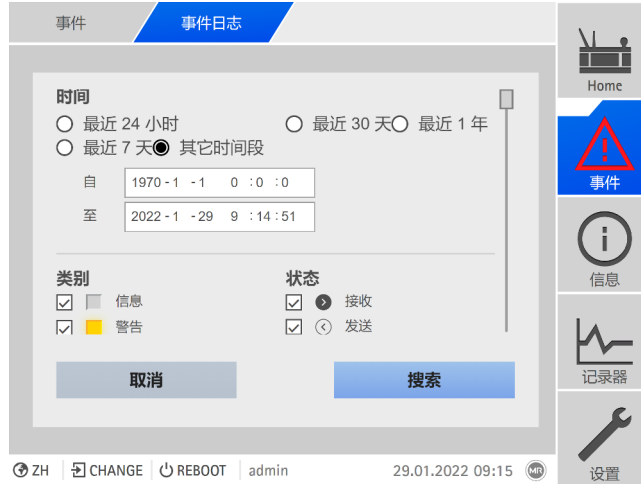 事件 事件日志
时间
最近 24 小时 最近 30 天 最近 1 年
最近 7 天 其它时间段
自 1970 - 1 - 1 0 : 0 : 0
至 2022 - 1 - 29 9 : 14 : 51
类别 状态
信息 接收
警告 发送
取消 搜索
Home
事件
信息
记录器
设置
ZH CHANGE REBOOT admin 29.01.2022 09:15 MR